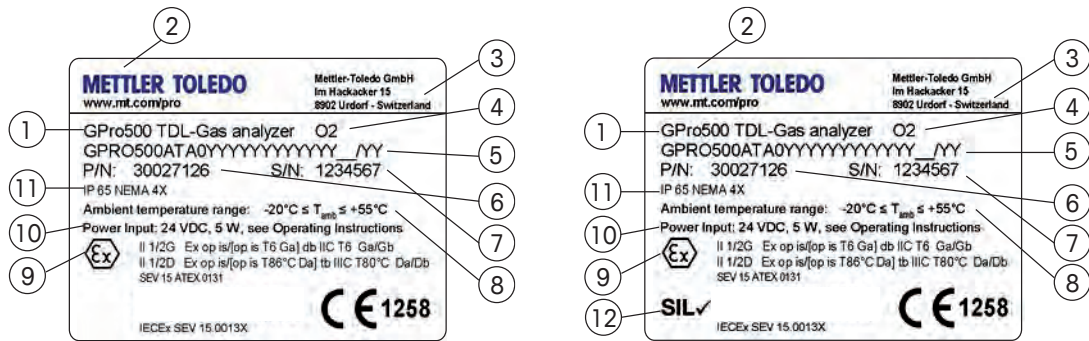 2
METTLER TOLEDO
www.mt.com/pro
Mettler-Toledo GmbH
Im Hackacker 15
8902 Urdorf - Switzerland
3
1
GPro500 TDL-Gas analyzer O2
4
GPRO500ATA0YYYYYYYYYYYY__/YY
5
P/N: 30027126 S/N: 1234567
6
7
11
IP 65 NEMA 4X
Ambient temperature range: -20°C ≤ Tamb ≤ +55°C
8
10
Power Input: 24 VDC, 5 W, see Operating Instructions
9
Ex
II 1/2G Ex op is/[op is T6 Ga] db IIC T6 Ga/Gb
II 1/2D Ex op is/[op is T86°C Da] tb IIIC T80°C Da/Db
SEV 15 ATEX 0131
CE 1258
IECEx SEV 15.0013X
2
METTLER TOLEDO
www.mt.com/pro
Mettler-Toledo GmbH
Im Hackacker 15
8902 Urdorf - Switzerland
3
1
GPro500 TDL-Gas analyzer O2
4
GPRO500ATA0YYYYYYYYYYYY__/YY
5
P/N: 30027126 S/N: 1234567
6
7
11
IP 65 NEMA 4X
Ambient temperature range: -20°C ≤ Tamb ≤ +55°C
8
10
Power Input: 24 VDC, 5 W, see Operating Instructions
9
Ex
II 1/2G Ex op is/[op is T6 Ga] db IIC T6 Ga/Gb
II 1/2D Ex op is/[op is T86°C Da] tb IIIC T80°C Da/Db
SEV 15 ATEX 0131
12
SIL✓
CE 1258
IECEx SEV 15.0013X